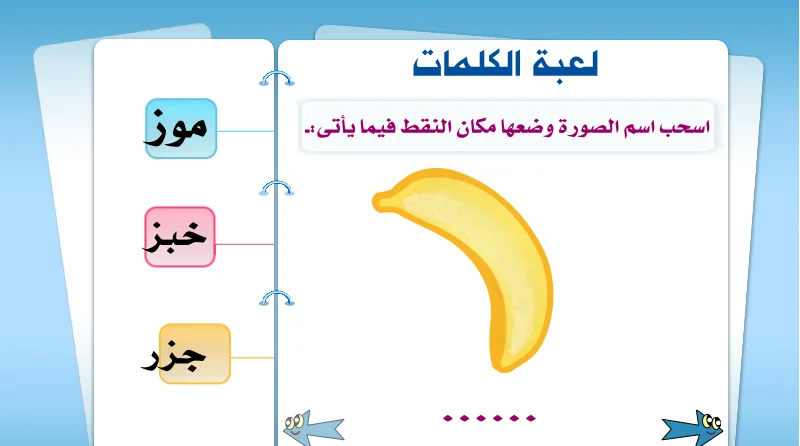 لعبة الكلمات
اسحب اسم الصورة وضعها مكان النقط فيما يأتى :ـ
موز
خبز
جزر